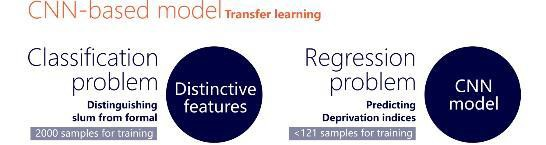 CNN-based model Transfer learning
Classification problem
Distinguishing
slum from formal
2000 samples for training
Distinctive
features
Regression
problem
Predicting
Deprivation indices
<121 samples for training
CNN
model